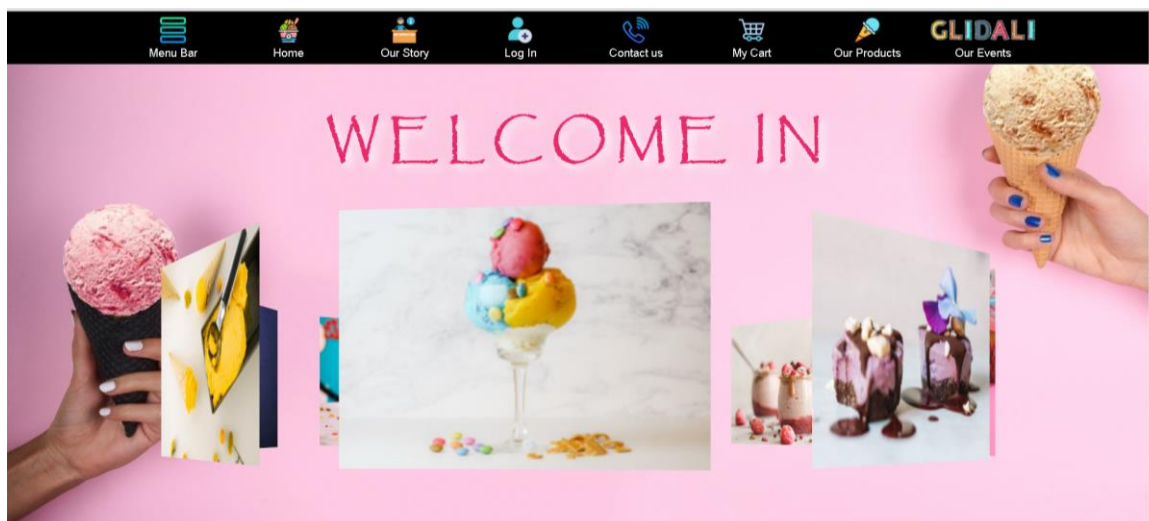 Menu Bar
Home
Our Story
Log In
Contact us
My Cart
Our Products
GLIDALI
Our Events
WELCOME IN